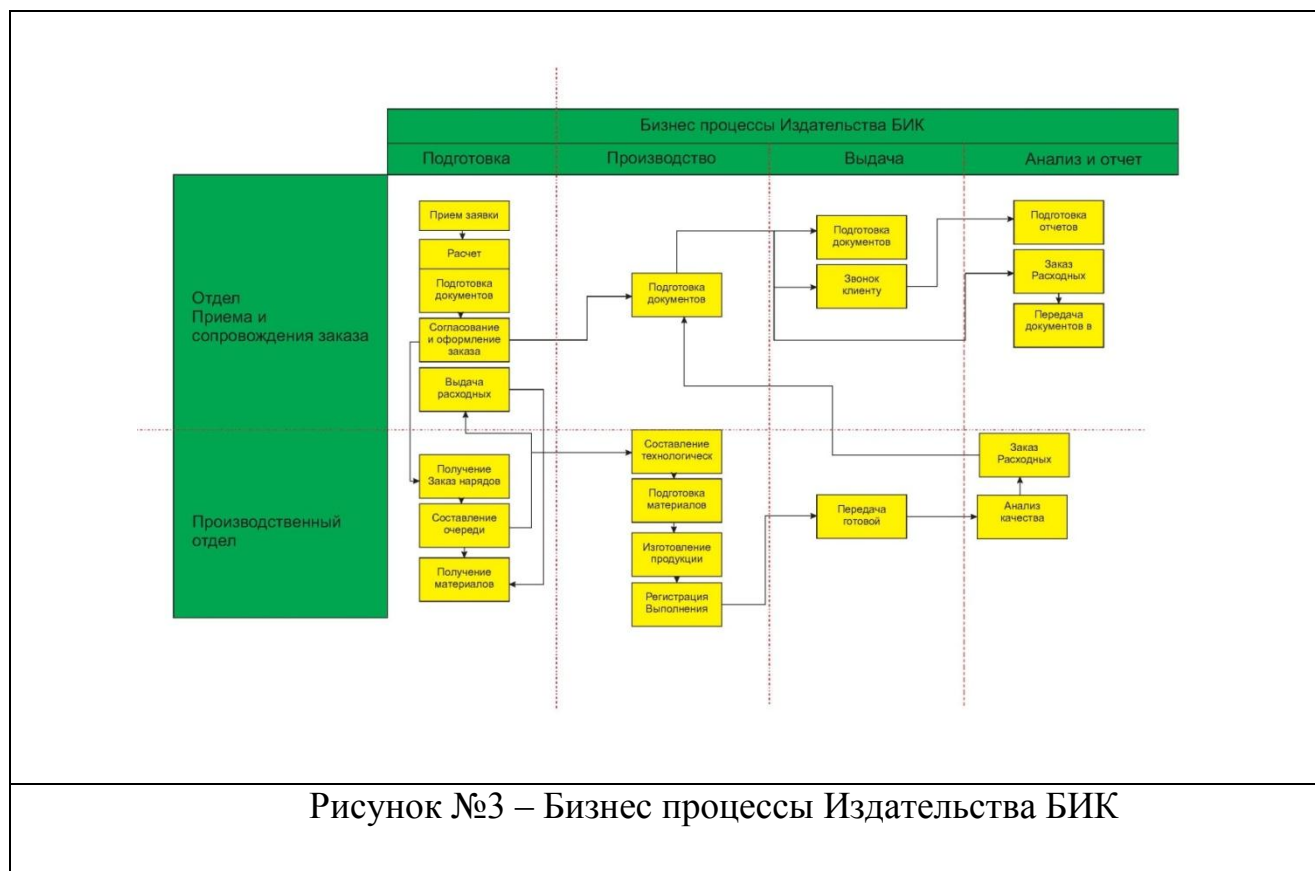 Бизнес процессы Издательства БИК
Подготовка
Производство
Выдача
Анализ и отчет
Отдел
Приема и
сопровождения заказа
Прием заявки
Расчет
Подготовка
документов
Согласование
и оформление
заказа
Выдача
расходных
Подготовка
документов
Подготовка
документов
Звонок
клиенту
Подготовка
отчетов
Заказ
Расходных
Передача
документов в
Производственный
отдел
Получение
Заказ нарядов
Составление
очереди
Получение
материалов
Составление
технологическ
Подготовка
материалов
Изготовление
продукции
Регистрация
Выполнения
Передача
готовой
Заказ
Расходных
Анализ
качества
Рисунок №3 – Бизнес процессы Издательства БИК